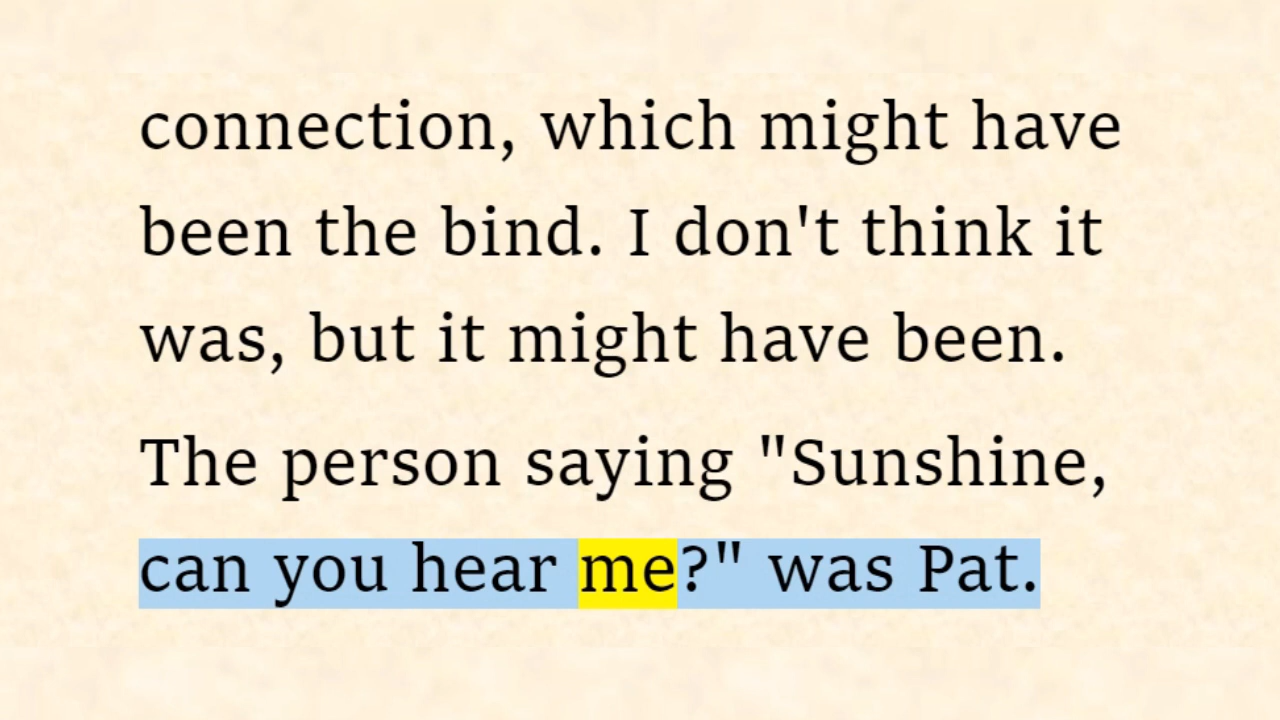 connection, which might have
been the bind. I don't think it
was, but it might have been.
The person saying "Sunshine,
can you hear me?" was Pat.